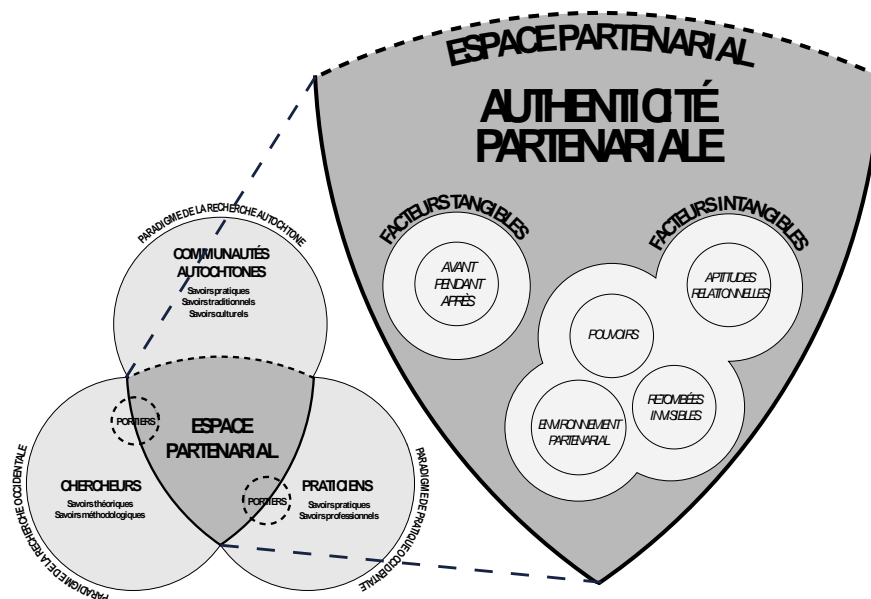 ESPACE PARTENARIAL
AUTHENTICITÉ
PARTENARIALE
FACTEURS TANGIBLES
AVANT
PENDANT
APRÈS
FACTEURS INTANGIBLES
APTITUDES
RELATIONNELLES
POUVOIRS
RETOMBÉES
INVISIBLES
ENVIRONNEMENT
PARTENARIAL
PARADIGME DE LA RECHERCHE AUTOCHTONE
COMMUNAUTÉS
AUTOCHTONES
Savoirs pratiques
Savoirs traditionnels
Savoirs culturels
PORTIERS
ESPACE
PARTENARIAL
PORTIERS
CHERCHEURS
Savoirs théoriques
Savoirs méthodologiques
PARADIGME DE LA RECHERCHE OCCIDENTALE
PRATICIENS
Savoirs pratiques
Savoirs professionnels
PARADIGME DE PRATIQUE OCCIDENTALE